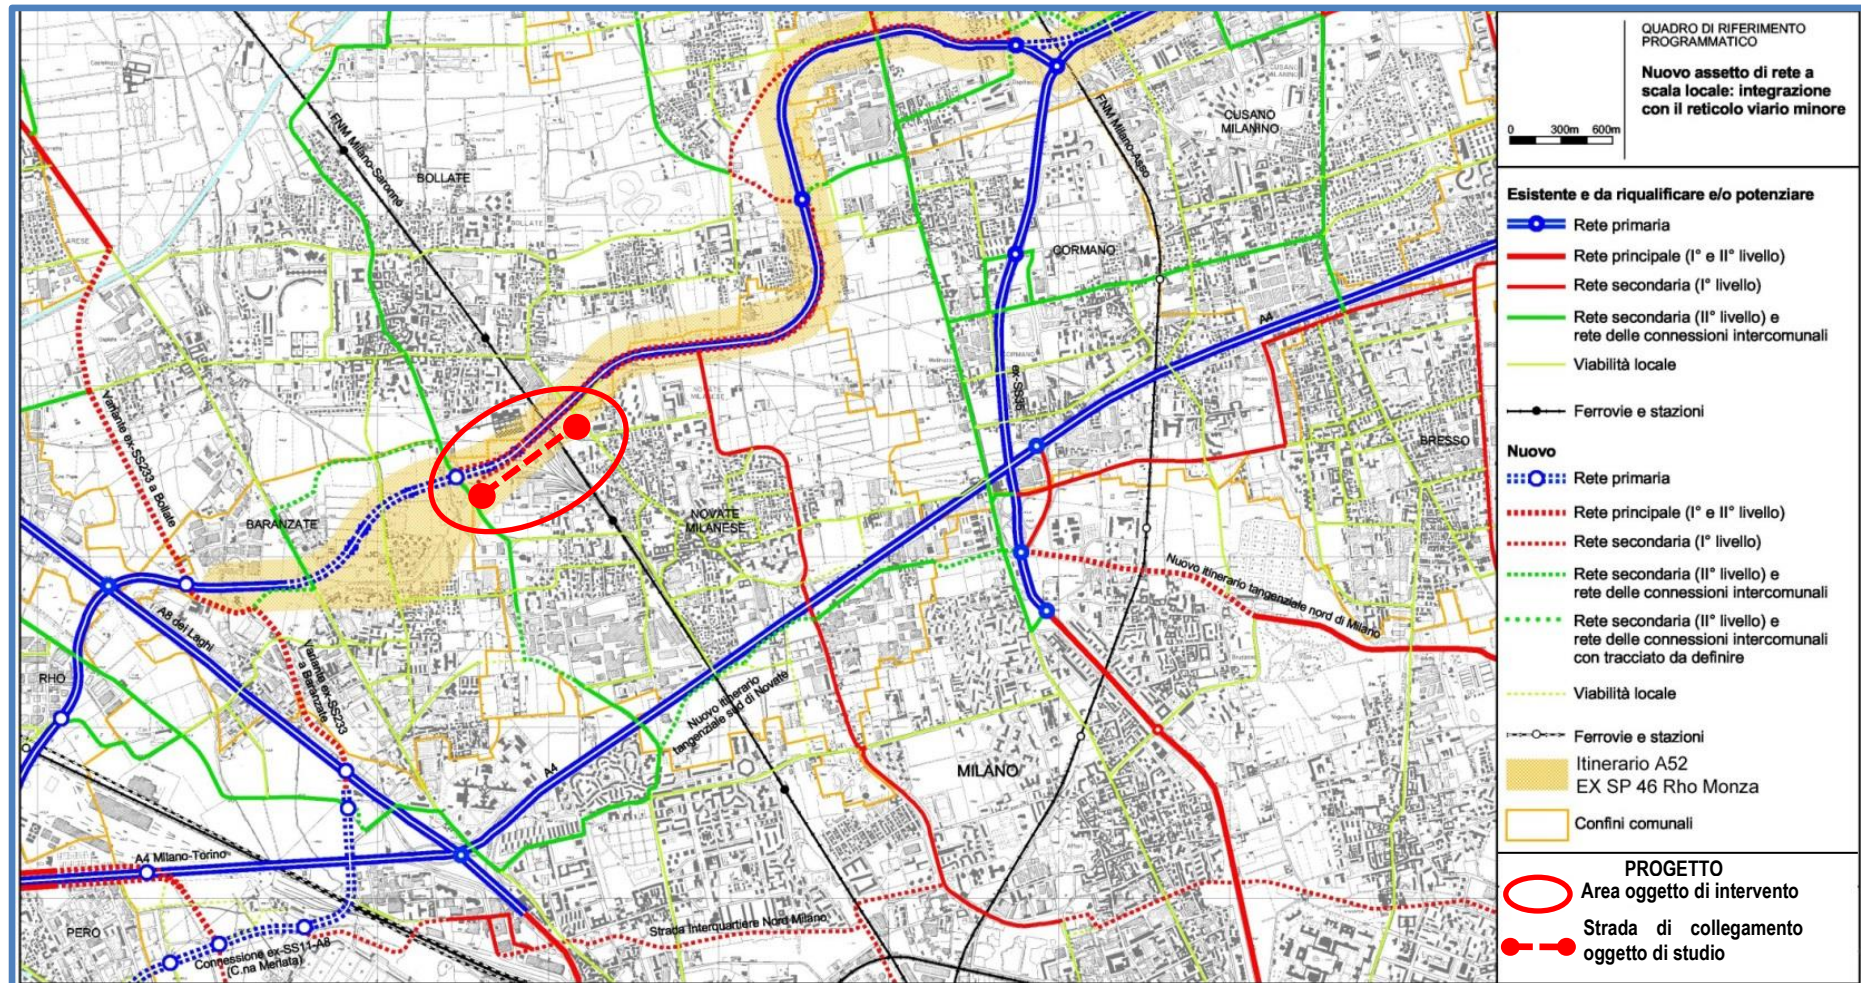 FNM Milano-Saronno
BOLLATE
ARESE
FNM Milano-Asso
CUSANO
MILANINO
CORMANO
A4
ex-SS35
BRESSO
Variante ex-SS233 a Bollate
BARANZATE
NOVATE
MILANESE
Nuovo itinerario tangenziale nord di Milano
A8 dei Laghi
Variante ex-SS233
a Baranzate
RHO
Nuovo itinerario
tangenziale sud di Novate
A4
MILANO
A4 Milano-Torino
Strada Interquartiere Nord Milano
PERO
Connessione ex-SS11-A8
(C.na Merlata)
QUADRO DI RIFERIMENTO
PROGRAMMATICO
Nuovo assetto di rete a
scala locale: integrazione
con il reticolo viario minore
0 300m 600m
Esistente e da riqualificare e/o potenziare
Rete primaria
Rete principale (I° e II° livello)
Rete secondaria (I° livello)
Rete secondaria (II° livello) e
rete delle connessioni intercomunali
Viabilità locale
Ferrovie e stazioni
Nuovo
Rete primaria
Rete principale (I° e II° livello)
Rete secondaria (I° livello)
Rete secondaria (II° livello) e
rete delle connessioni intercomunali
Rete secondaria (II° livello) e
rete delle connessioni intercomunali
con tracciato da definire
Viabilità locale
Ferrovie e stazioni
Itinerario A52
EX SP 46 Rho Monza
Confini comunali
PROGETTO
Area oggetto di intervento
Strada di collegamento
oggetto di studio